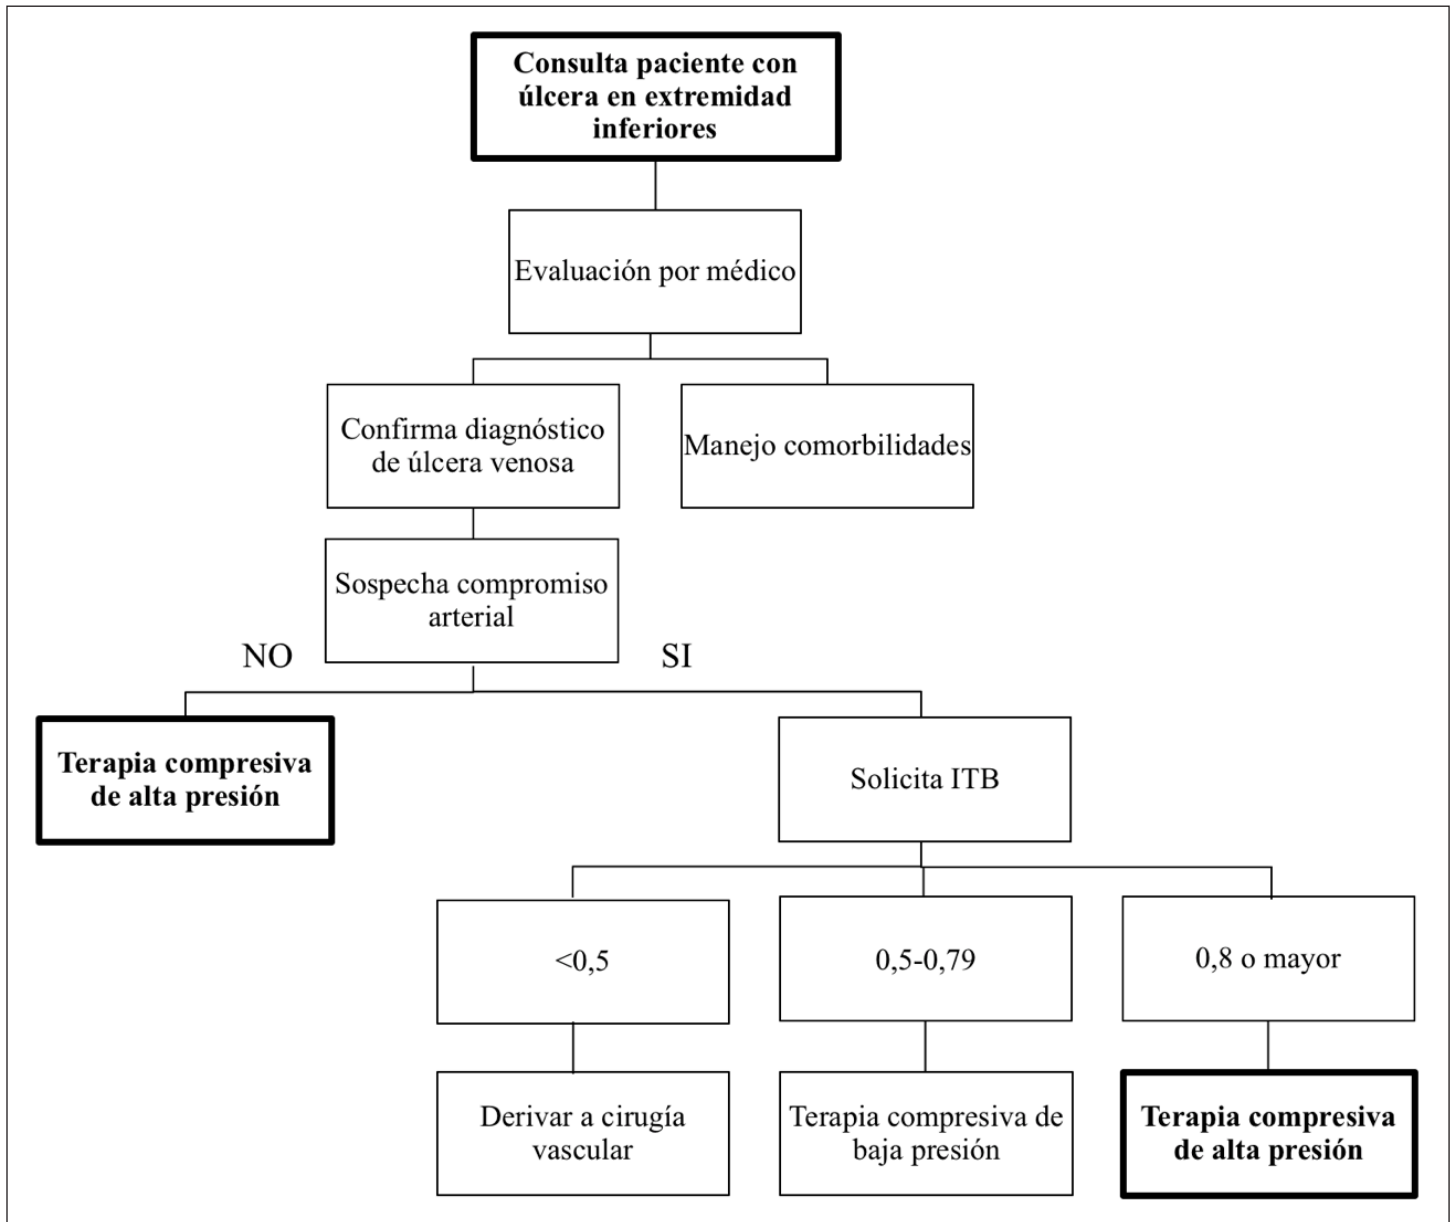 Consulta paciente con
úlcera en extremidad
inferiores
Evaluación por médico
Confirma diagnóstico
de úlcera venosa
Manejo comorbilidades
Sospecha compromiso
arterial
NO
SI
Terapia compresiva
de alta presión
Solicita ITB
<0,5
0,5-0,79
0,8 o mayor
Derivar a cirugía
vascular
Terapia compresiva de
baja presión
Terapia compresiva
de alta presión